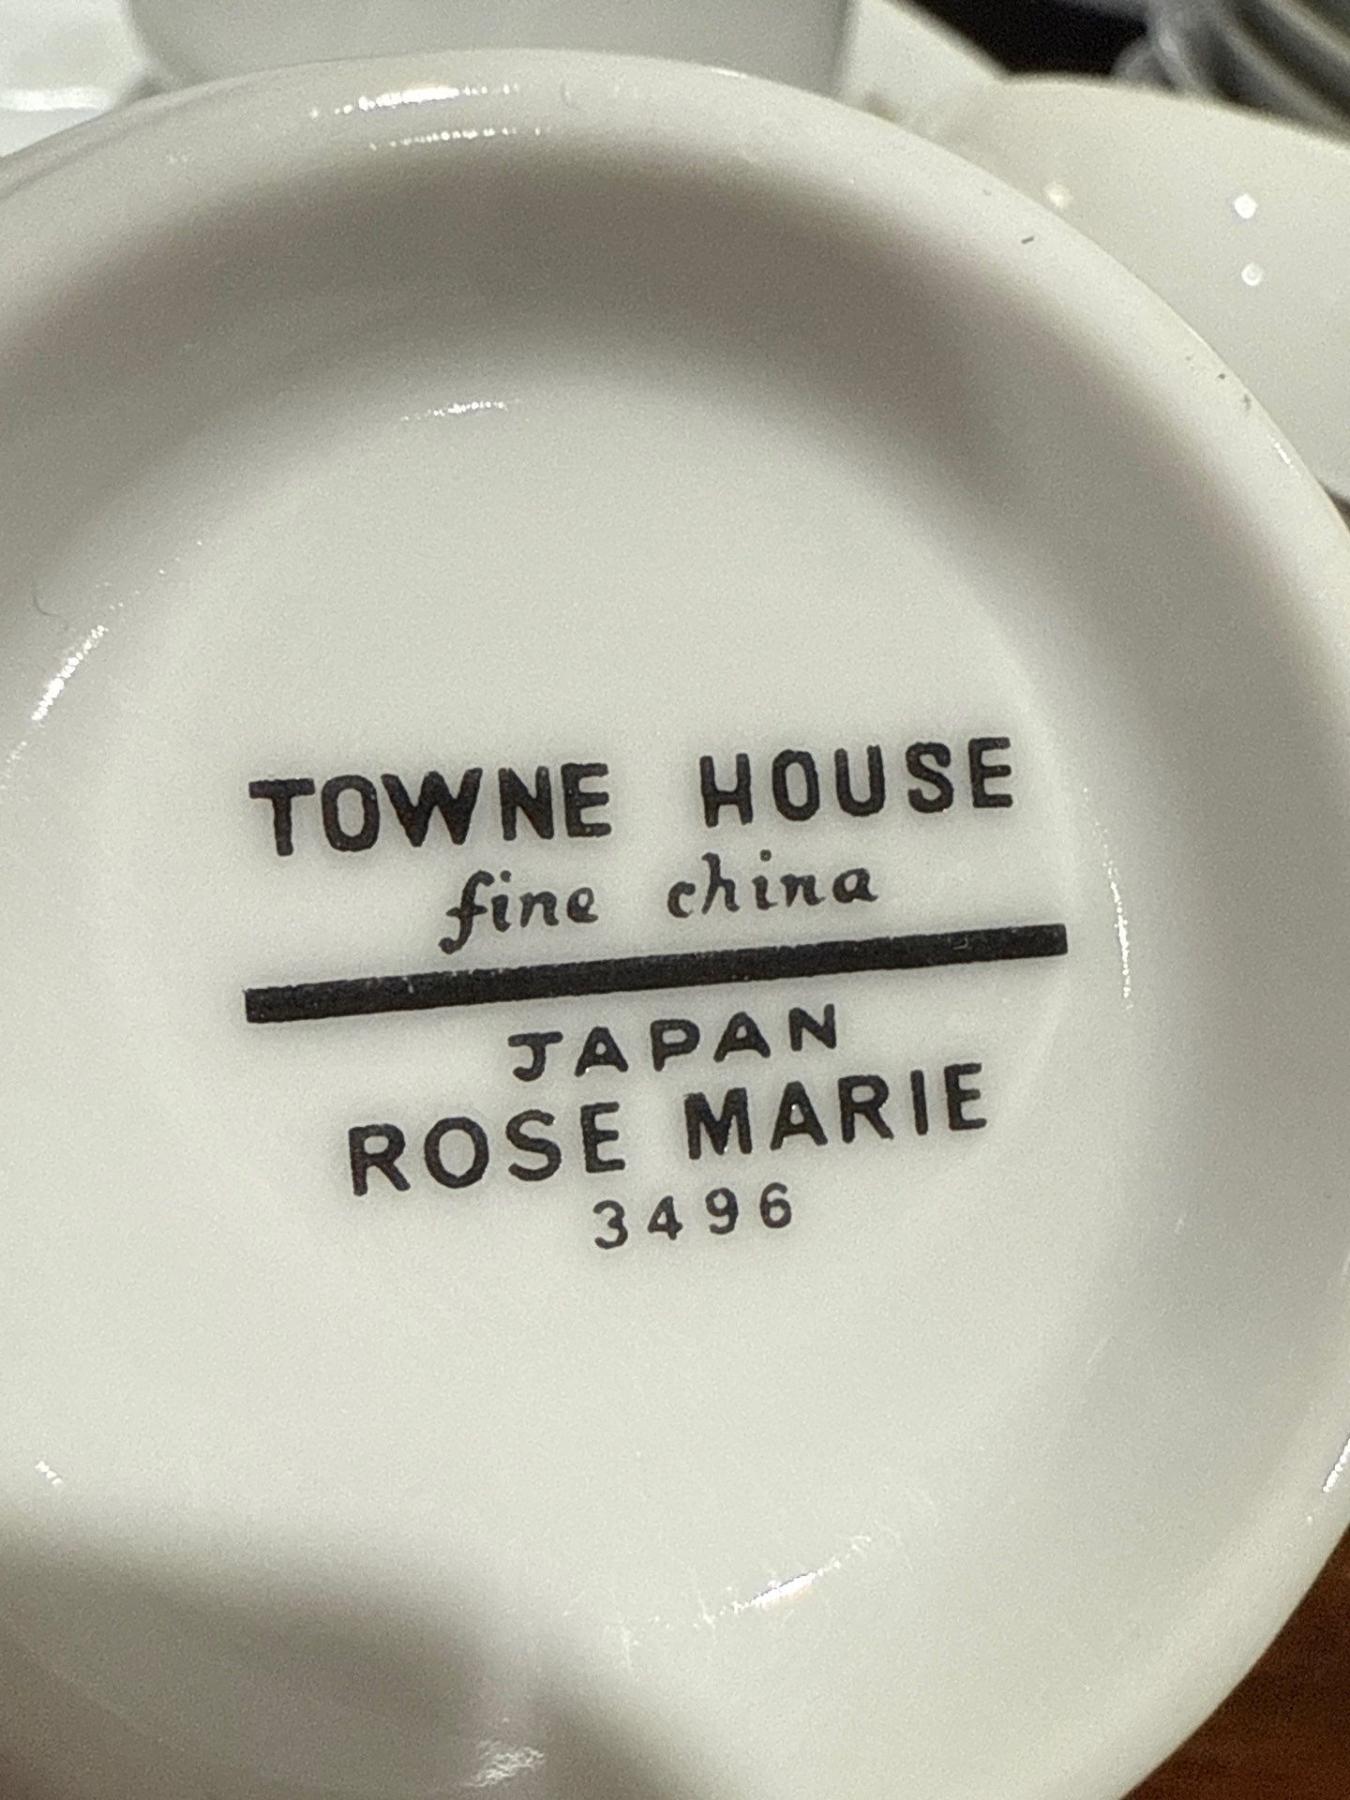 TOWNE HOUSE
fine china
JAPAN
ROSE MARIE
3496